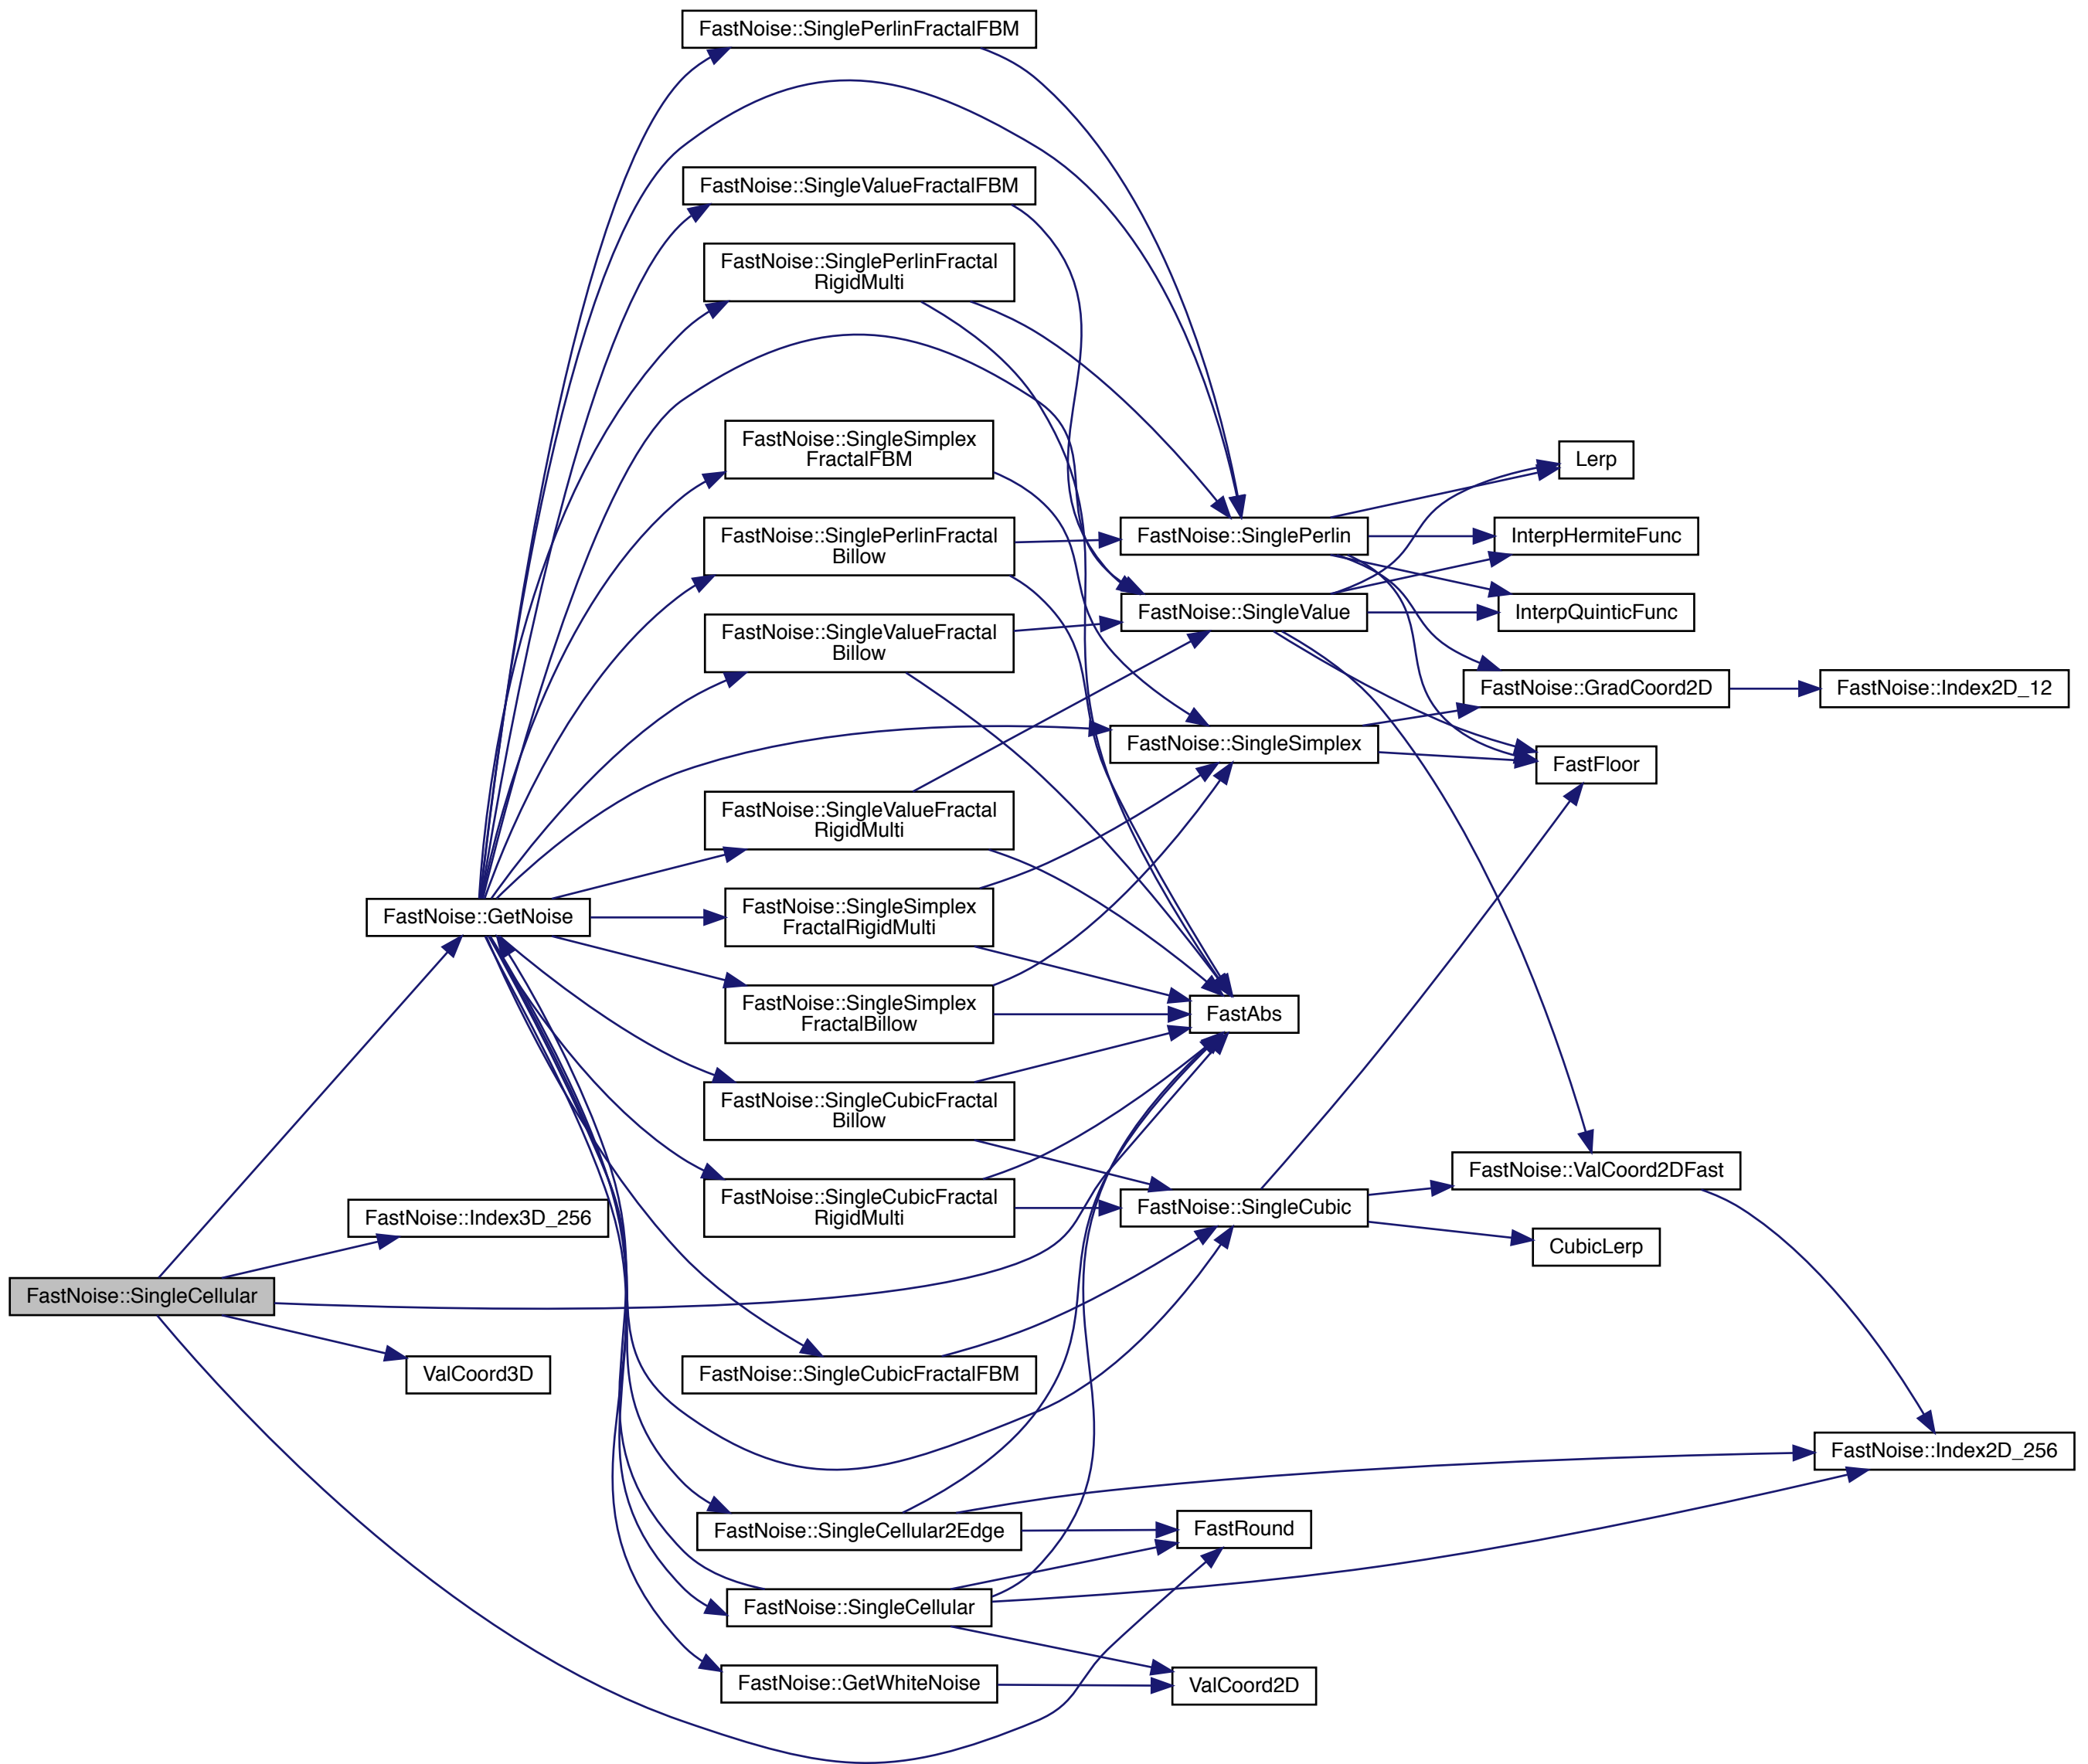 FastNoise::SinglePerlinFractalFBM
FastNoise::SingleValueFractalFBM
FastNoise::SinglePerlinFractal
RigidMulti
FastNoise::SingleSimplex
FractalFBM
Lerp
FastNoise::SinglePerlinFractal
Billow
FastNoise::SinglePerlin
InterpHermiteFunc
FastNoise::SingleValueFractal
Billow
FastNoise::SingleValue
InterpQuinticFunc
FastNoise::GradCoord2D
FastNoise::Index2D_12
FastNoise::SingleSimplex
FastFloor
FastNoise::SingleValueFractal
RigidMulti
FastNoise::GetNoise
FastNoise::SingleSimplex
FractalRigidMulti
FastNoise::SingleSimplex
FractalBillow
FastAbs
FastNoise::SingleCubicFractal
Billow
FastNoise::ValCoord2DFast
FastNoise::SingleCubicFractal
RigidMulti
FastNoise::Index3D_256
FastNoise::SingleCubic
CubicLerp
FastNoise::SingleCellular
ValCoord3D
FastNoise::SingleCubicFractalFBM
FastNoise::Index2D_256
FastNoise::SingleCellular2Edge
FastRound
FastNoise::SingleCellular
FastNoise::GetWhiteNoise
ValCoord2D